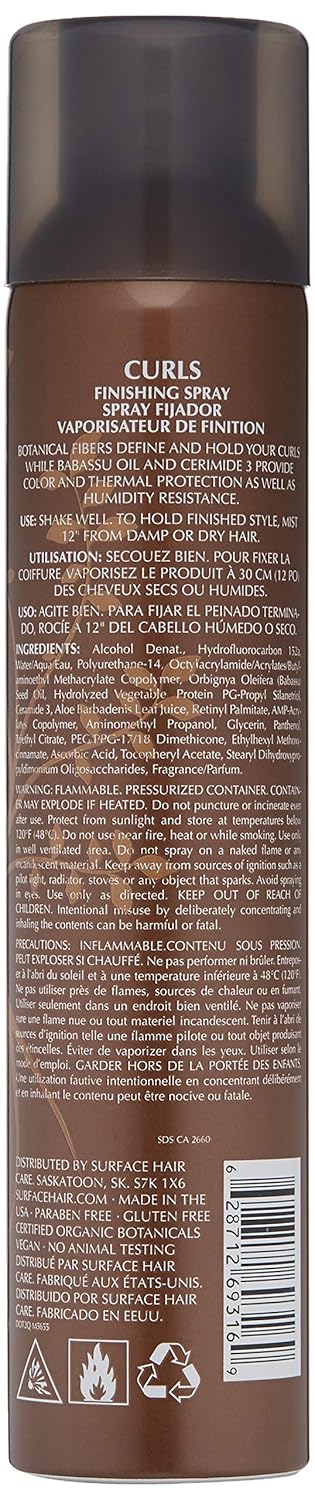 CURLS
FINISHING SPRAY
SPRAY FIJADOR
VAPORISATEUR DE FINITION
BOTANICAL FIBERS DEFINE AND HOLD YOUR CURLS
WHILE BABASSU OIL AND CERIMIDE 3 PROVIDE
COLOR AND THERMAL PROTECTION AS WELL AS
HUMIDITY RESISTANCE.
USE: SHAKE WELL. TO HOLD FINISHED STYLE, MIST
12" FROM DAMP OR DRY HAIR.
UTILISATION: SECOUEZ BIEN. POUR FIXER LA
COIFFURE, VAPORISEZ LE PRODUIT À 30 CM (12 PO)
DES CHEVEUX SECS OU HUMIDES.
USO: AGITE BIEN. PARA FIJAR EL PEINADO TERMINA-
DO, ROCÍE A 12" DEL CABELLO HÚMEDO O SECO.
INGREDIENTS: Alcohol Denat., Hydrofluorocarbon 152a,
Water/Aqua/Eau, Polyurethane-14, Octylacrylamide/Acrylates/Butyl-
aminoethyl Methacrylate Copolymer, Orbignya Oleifera (Babassu)
Seed Oil, Hydrolyzed Vegetable Protein PG-Propyl Silanetriol,
Ceramide 3, Aloe Barbadenis Leaf Juice, Retinyl Palmitate, AMP-Acry-
lates Copolymer, Aminomethyl Propanol, Glycerin, Panthenol,
Triethyl Citrate, PEG/PPG-17/18 Dimethicone, Ethylhexyl Methoxy-
cinnamate, Ascorbic Acid, Tocopheryl Acetate, Stearyl Dihydroxypro-
pyldimonium Oligosaccharides, Fragrance/Parfum.
WARNING: FLAMMABLE. PRESSURIZED CONTAINER. CONTAIN-
ER MAY EXPLODE IF HEATED. Do not puncture or incinerate even
after use. Protect from sunlight and store at temperatures below
120°F (48°C). Do not use near fire, heat or while smoking. Use only
in well ventilated area. Do not spray on a naked flame or any
incandescent material. Keep away from sources of ignition such as a
pilot light, radiator, stoves or any object that sparks. Avoid spraying
in eyes. Use only as directed. KEEP OUT OF REACH OF
CHILDREN. Intentional misuse by deliberately concentrating and
inhaling the contents can be harmful or fatal.
PRECAUTIONS: INFLAMMABLE.CONTENU SOUS PRESSION.
PEUT EXPLOSER SI CHAUFFÉ. Ne pas performer ni brûler. Entrepos-
er à l'abri du soleil et à une température inférieure à 48°C (120°F).
Ne pas utiliser près de flames, sources de chaleur ou en fumant.
Utiliser seulement dans un endroit bien ventilé. Ne pas vaporiser
sur une flamme nue ou tout matériel incandescent. Tenir à l'abri de
sources d'ignition telle une flamme pilote ou tout objet produisant
des étincelles. Éviter de vaporizer dans les yeux. Utiliser selon le
mode d'emploi. GARDER HORS DE LA PORTÉE DES ENFANTS.
Une utilization fautive intentionnelle en concentrant délibérément
et en inhalant le contenu peut être nocive ou fatale.
SDS CA 2660
DISTRIBUTED BY SURFACE HAIR
CARE. SASKATOON, SK. S7K 1X6
SURFACEHAIR.COM · MADE IN THE
USA · PARABEN FREE · GLUTEN FREE
CERTIFIED ORGANIC BOTANICALS
VEGAN · NO ANIMAL TESTING
DISTRIBUÉ PAR SURFACE HAIR
CARE. FABRIQUÉ AUX ÉTATS-UNIS.
DISTRIBUIDO POR SURFACE HAIR
CARE. FABRICADO EN EEUU.
DOT2Q M5655
6 28712 69316 9